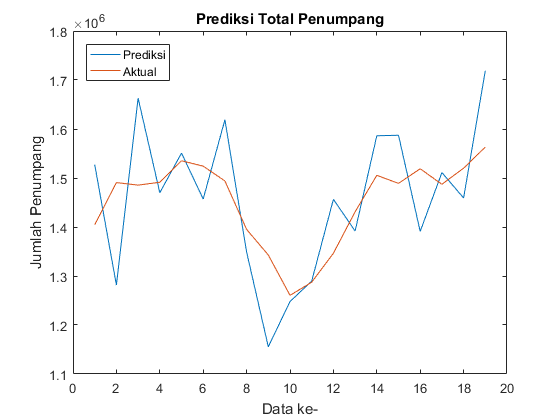 Prediksi Total Penumpang
×10^6
1.8
1.7
1.6
1.5
1.4
1.3
1.2
1.1
Jumlah Penumpang
Prediksi
Aktual
0 2 4 6 8 10 12 14 16 18 20
Data ke-